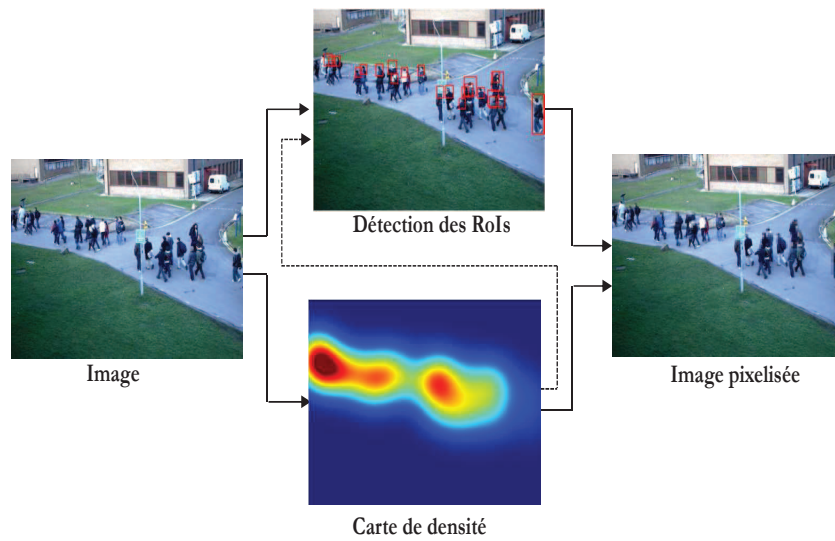 Détection des RoIs
Image
Image pixelisée
Carte de densité